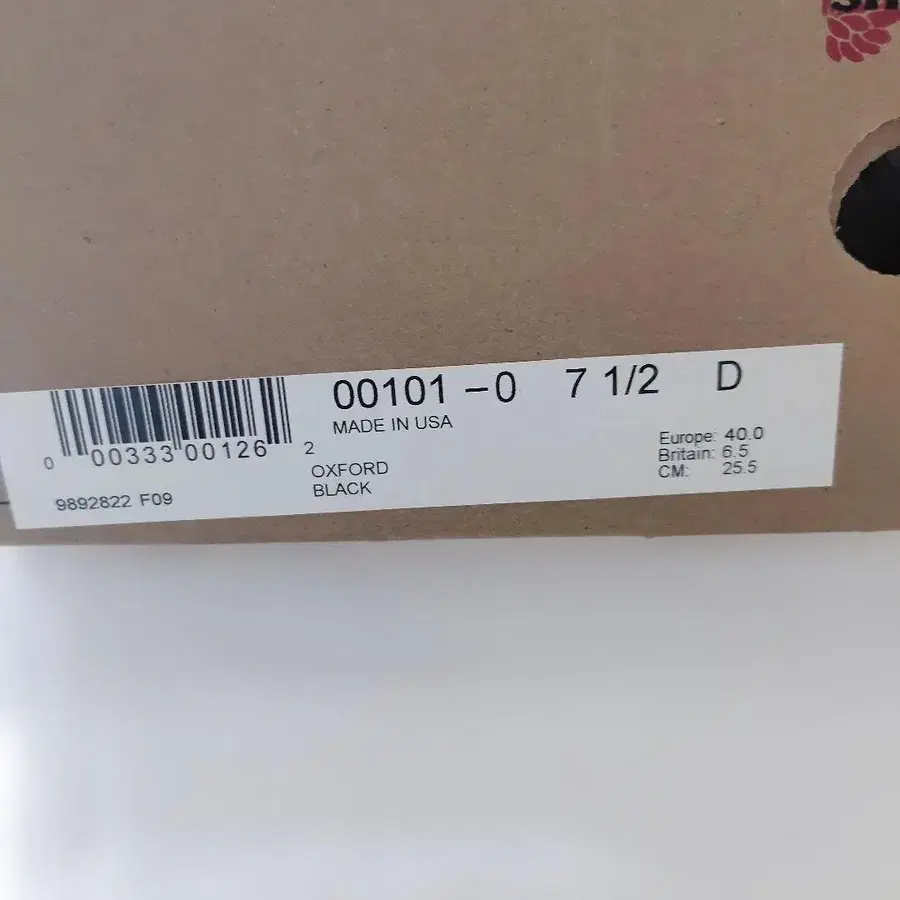 00101 – 0 7 1/2 D
MADE IN USA
0 00333 00126 2
OXFORD
BLACK
9892822 F09
Europe: 40.0
Britain: 6.5
CM: 25.5